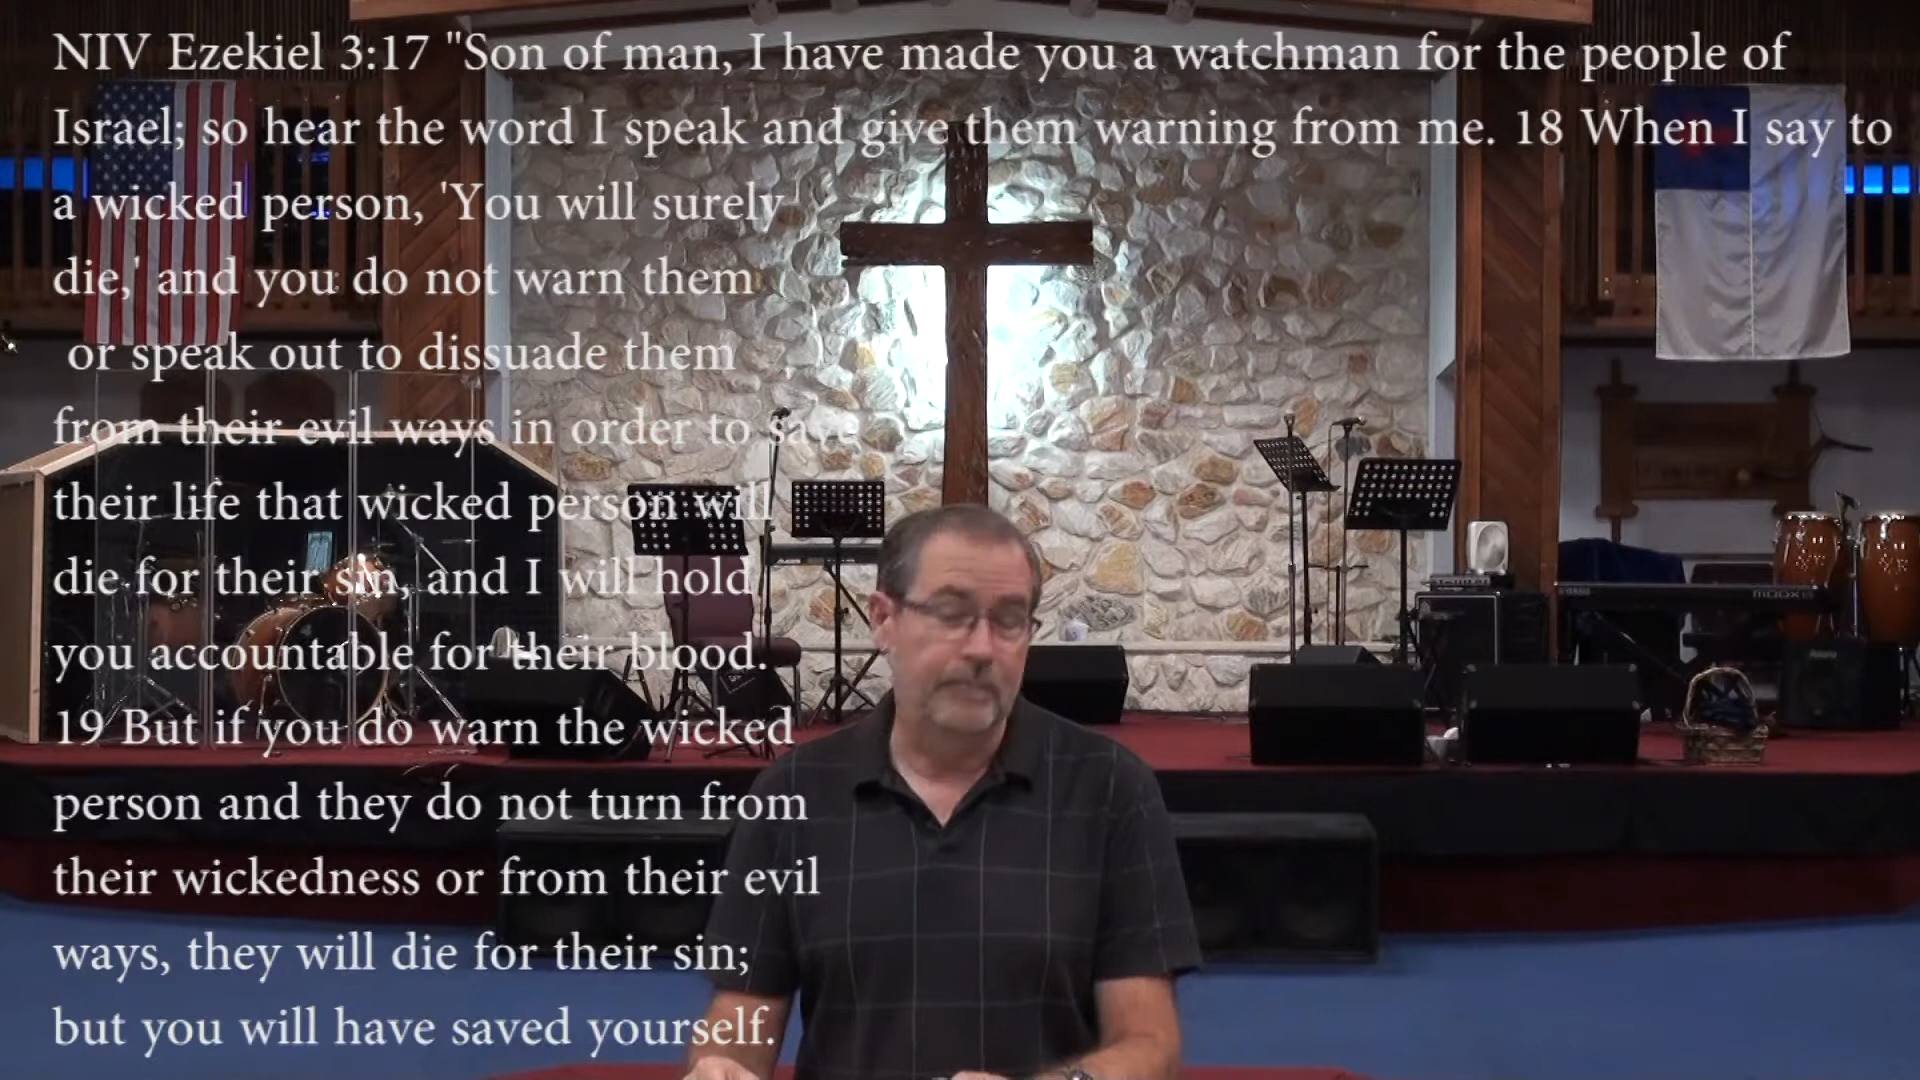 NIV Ezekiel 3:17 "Son of man, I have made you a watchman for the people of
Israel; so hear the word I speak and give them warning from me. 18 When I say to
a wicked person, 'You will surely
die,' and you do not warn them
or speak out to dissuade them
from their evil ways in order to save
their life that wicked person will
die for their sin, and I will hold
you accountable for their blood.
19 But if you do warn the wicked
person and they do not turn from
their wickedness or from their evil
ways, they will die for their sin;
but you will have saved yourself.
MODX8